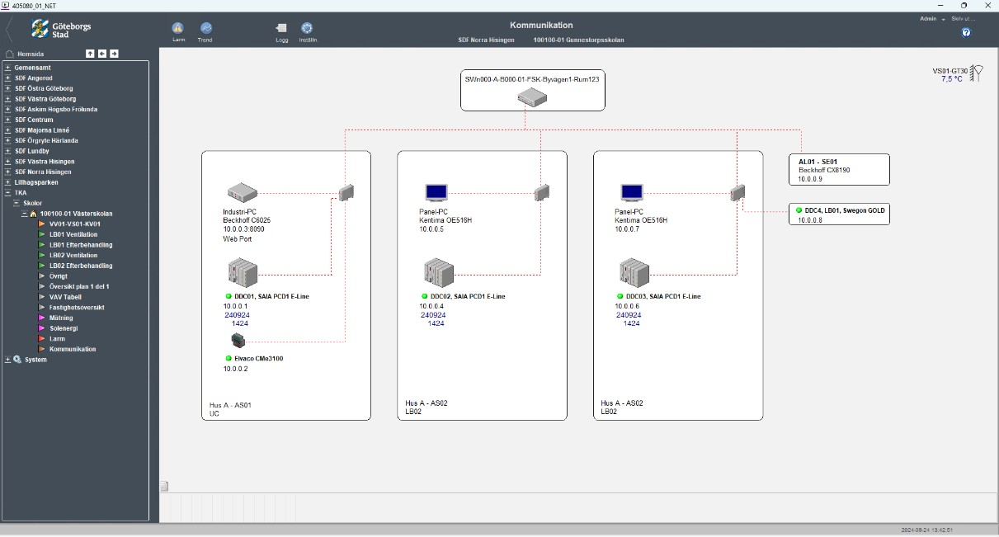 405080_01_NET
Göteborgs
Stad
Larm
Trend
Logg
Inställn.
Kommunikation
SDF Norra Hisingen
100100-01 Gunnestorpsskolan
Admin
Skriv ut ...
Hemsida
Gemensamt
SDF Angered
SDF Östra Göteborg
SDF Västra Göteborg
SDF Askim Högsbo Frölunda
SDF Centrum
SDF Majorna Linné
SDF Örgryte Härlanda
SDF Lundby
SDF Västra Hisingen
SDF Norra Hisingen
Lillhagsparken
TKA
Skolor
100100-01 Västerskolan
VV01-VS01-KV01
LB01 Ventilation
LB01 Efterbehandling
LB02 Ventilation
LB02 Efterbehandling
Övrigt
Översikt plan 1 del 1
VAV Tabell
Fastighetsöversikt
Mätning
Solenergi
Larm
Kommunikation
System
SWn000-A-B000-01-FSK-Byvägen1-Rum123
VS01-GT30
7,5 °C
Industri-PC
Beckhoff C6025
10.0.0.3:8090
Web Port
DDC01, SAIA PCD1 E-Line
10.0.0.1
240924
1424
Elvaco CMe3100
10.0.0.2
Hus A - AS01
UC
Panel-PC
Kentima OE516H
10.0.0.5
DDC02, SAIA PCD1 E-Line
10.0.0.4
240924
1424
Hus A - AS02
LB02
Panel-PC
Kentima OE516H
10.0.0.7
DDC03, SAIA PCD1 E-Line
10.0.0.6
240924
1424
Hus A - AS02
LB02
AL01 - SE01
Beckhoff CX8190
10.0.0.9
DDC4, LB01, Swegon GOLD
10.0.0.8
2024-09-24 13:42:51